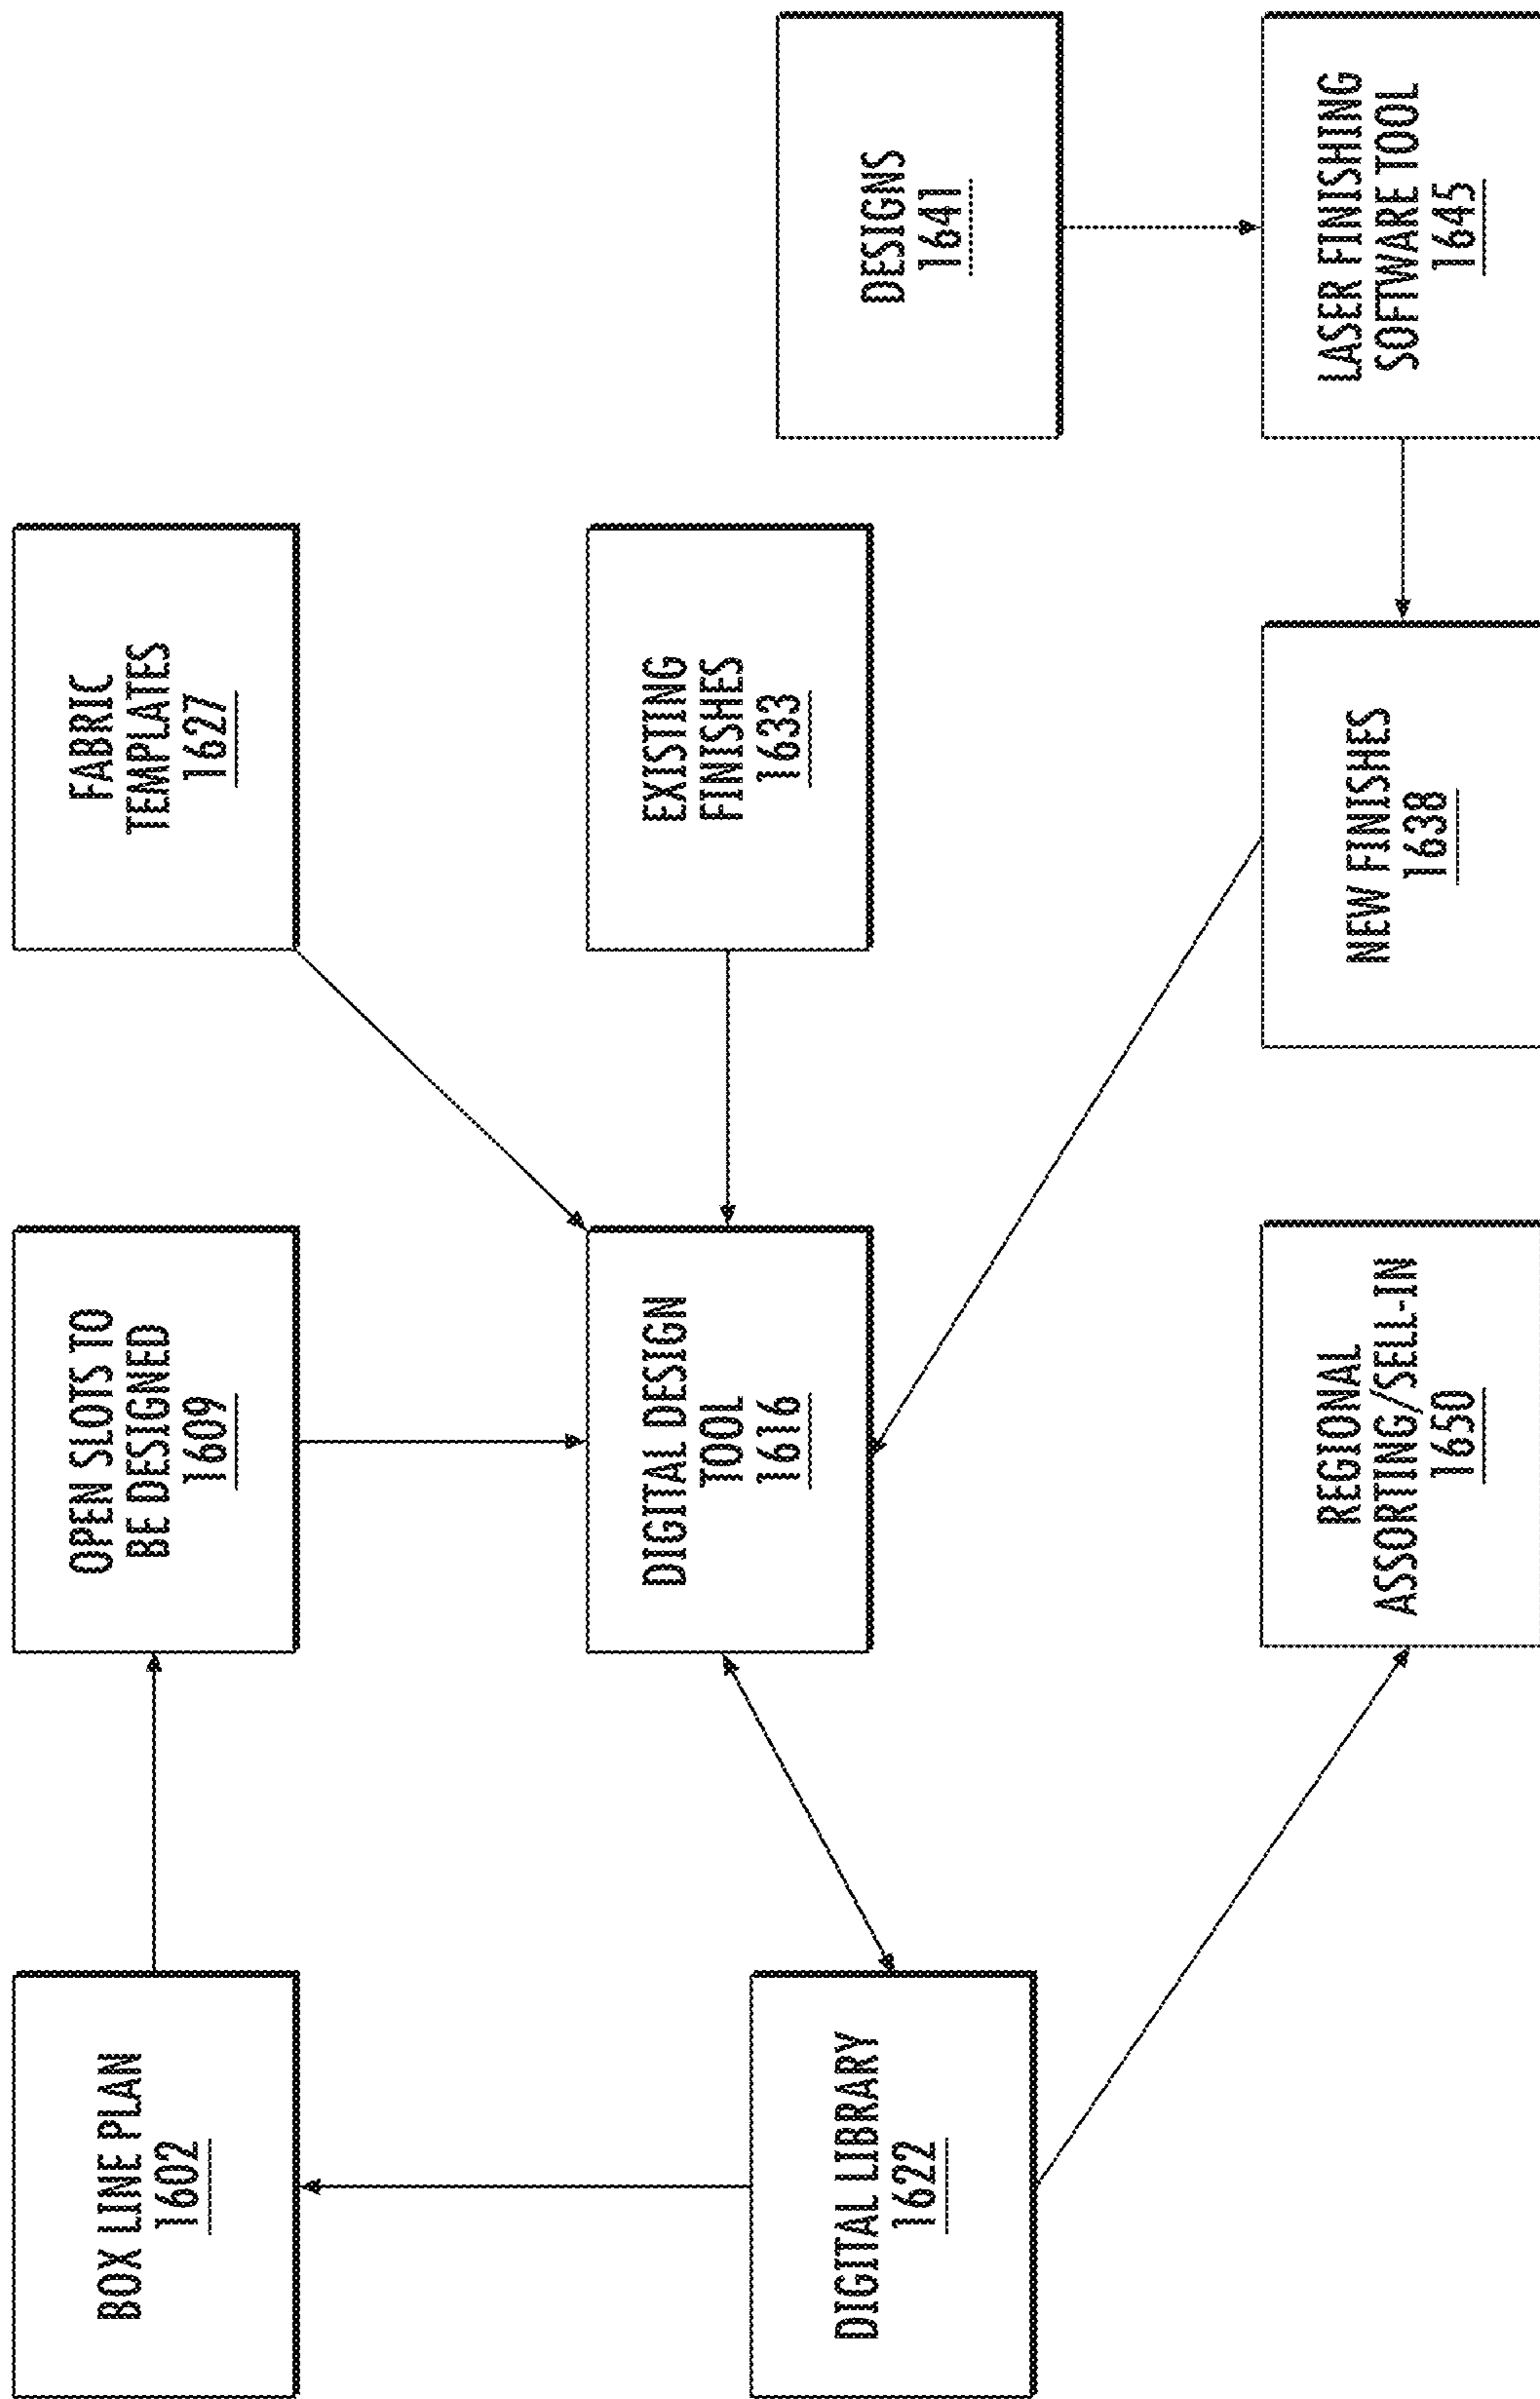 BOX LINE PLAN
1602
OPEN SLOTS TO
BE DESIGNED
1609
FABRIC
TEMPLATES
1627
DIGITAL DESIGN
TOOL
1616
EXISTING
FINISHES
1633
DIGITAL LIBRARY
1622
DESIGNS
1641
REGIONAL
ASSORTING/SELL-IN
1650
NEW FINISHES
1638
LASER FINISHING
SOFTWARE TOOL
1645